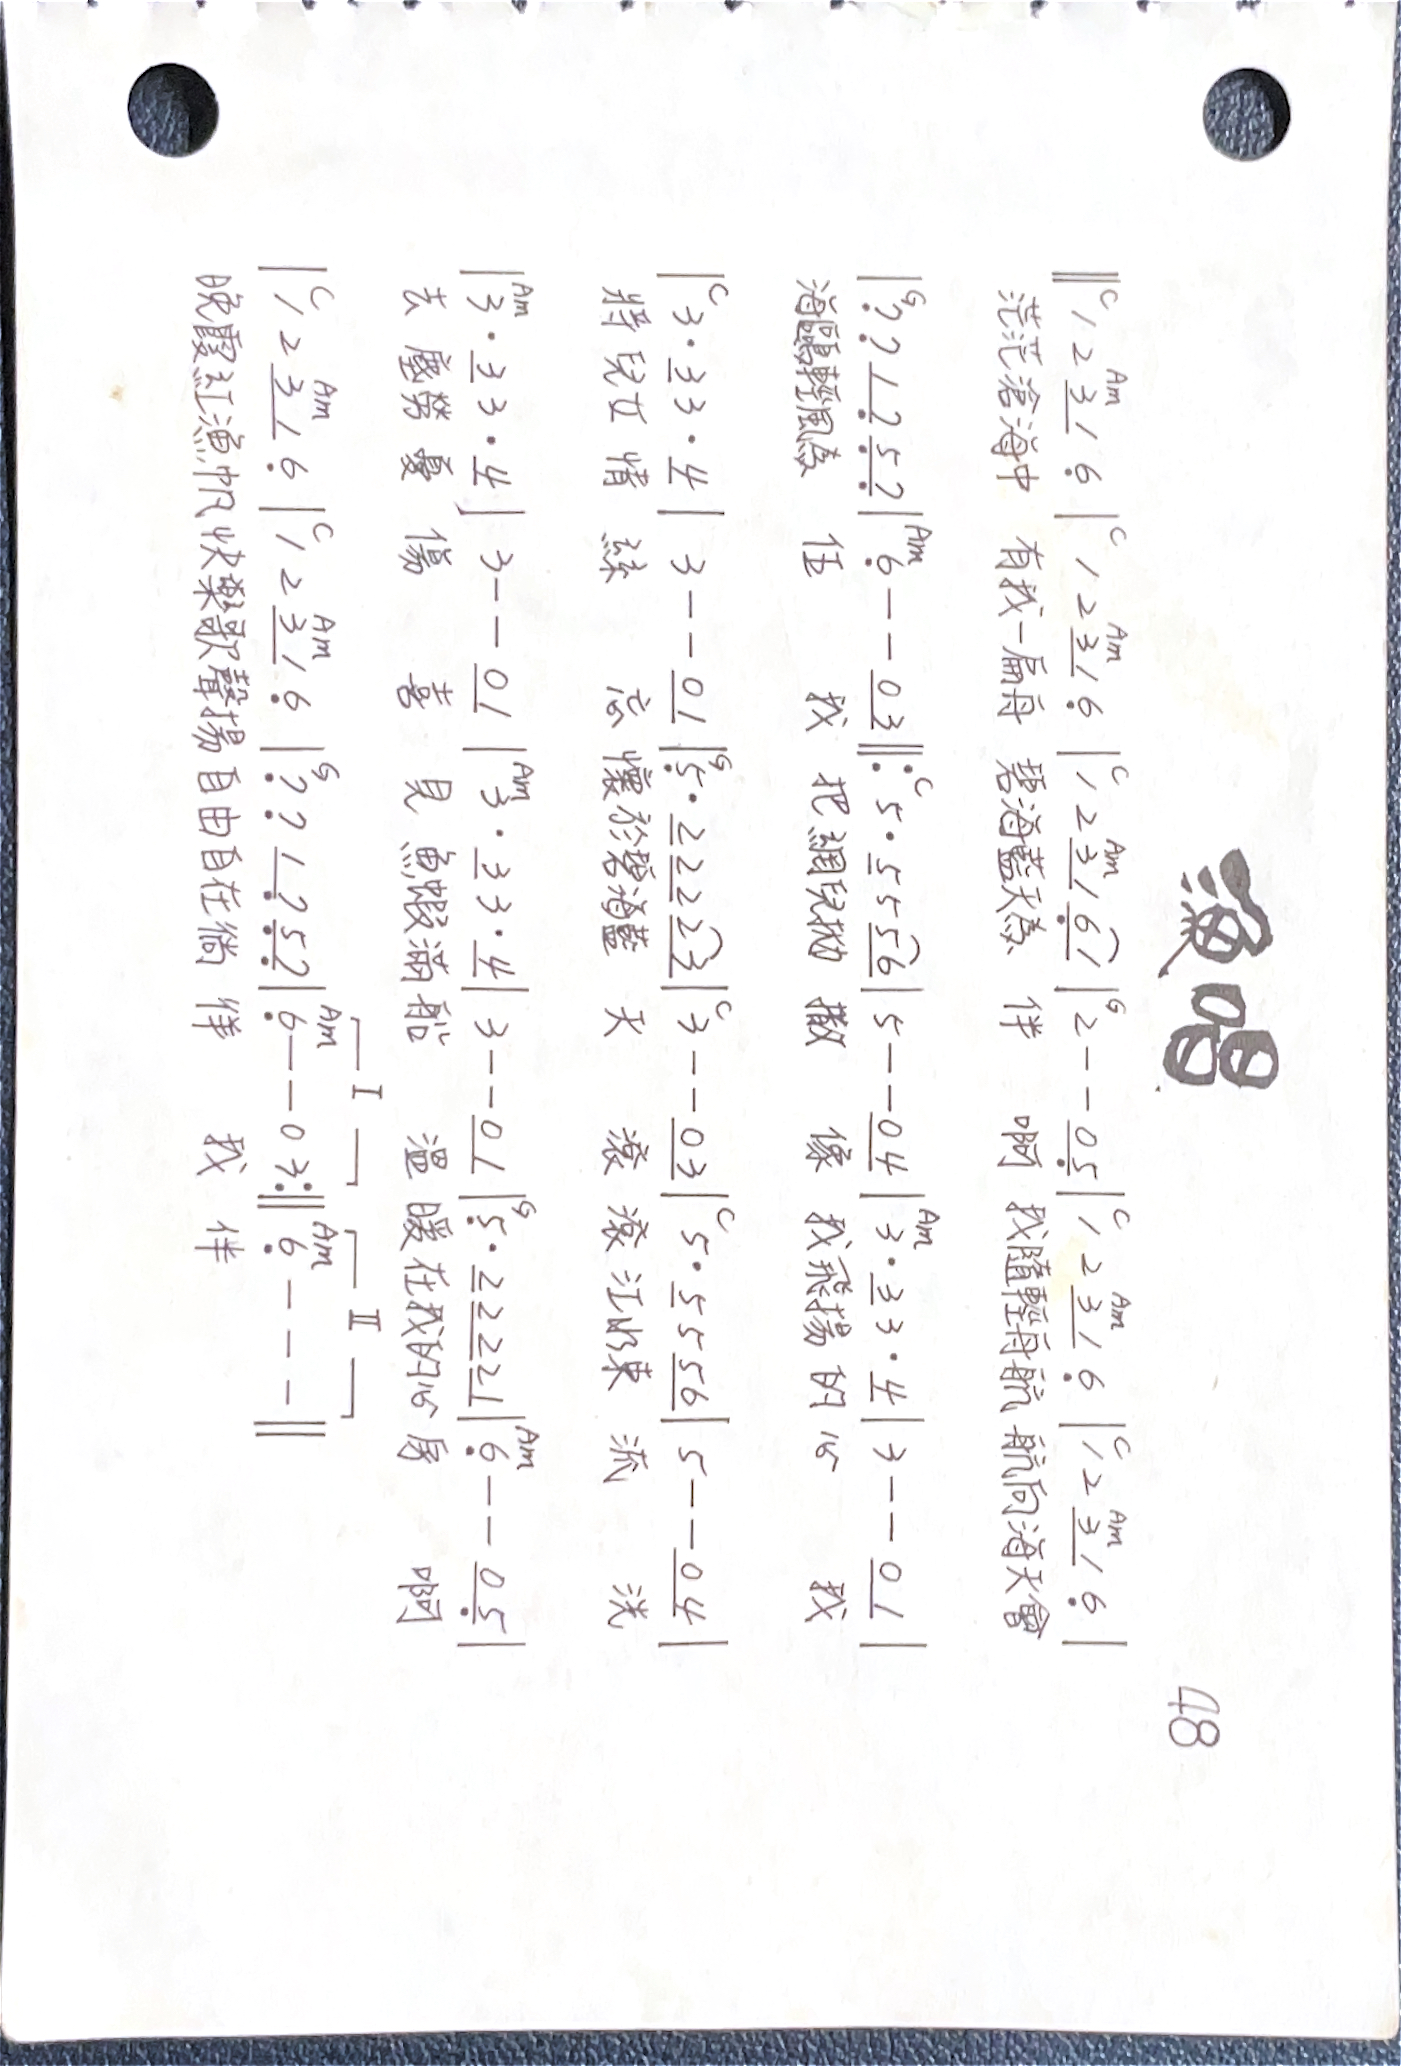 漁唱
48
‖ C 1 2 Am 3 1 6̣ | C 1 2 Am 3 1 6̣ | C 1 2 Am 3 1 6̣ 1 | G 2 - - 0 5̣ | C 1 2 Am 3 1 6̣ | C 1 2 Am 3 1 6̣ |
茫茫滄海中 有我一扁舟 碧海藍天為 伴 啊 我隨輕舟航 航向海天會
| G 7̣ 7̣ 1 7̣ 5̣ 7̣ | Am 6̣ - - 0 3 ‖: C 5 · 5 5 5 6 | 5 - - 0 4 | Am 3 · 3 3 · 4 | 3 - - 0 1 |
海鷗輕風為 伍 我 把網兒拋 撒 像 我飛揚的心 我
| C 3 · 3 3 · 4 | 3 - - 0 1 | G 5̣ · 2 2 2 2 3 | C 3 - - 0 3 | C 5 · 5 5 5 6 | 5 - - 0 4 |
將兒女情 絲 忘 懷於碧海藍 天 滾 滾江水東 流 洗
| Am 3 · 3 3 · 4 | 3 - - 0 1 | Am 3 · 3 3 · 4 | 3 - - 0 1 | G 5̣ · 2 2 2 2 1 | Am 6̣ - - 0 5̣ |
去塵勞憂 傷 喜 見魚蝦滿船 溫 暖在我的心房 啊
I II
| C 1 2 Am 3 1 6̣ | C 1 2 Am 3 1 6̣ | G 7̣ 7̣ 1 7̣ 5̣ 7̣ | Am 6̣ - - 0 3 :‖ Am 6̣ - - - ‖
晚霞紅漁帆 快樂歌聲揚 自由自在徜 徉 我 伴